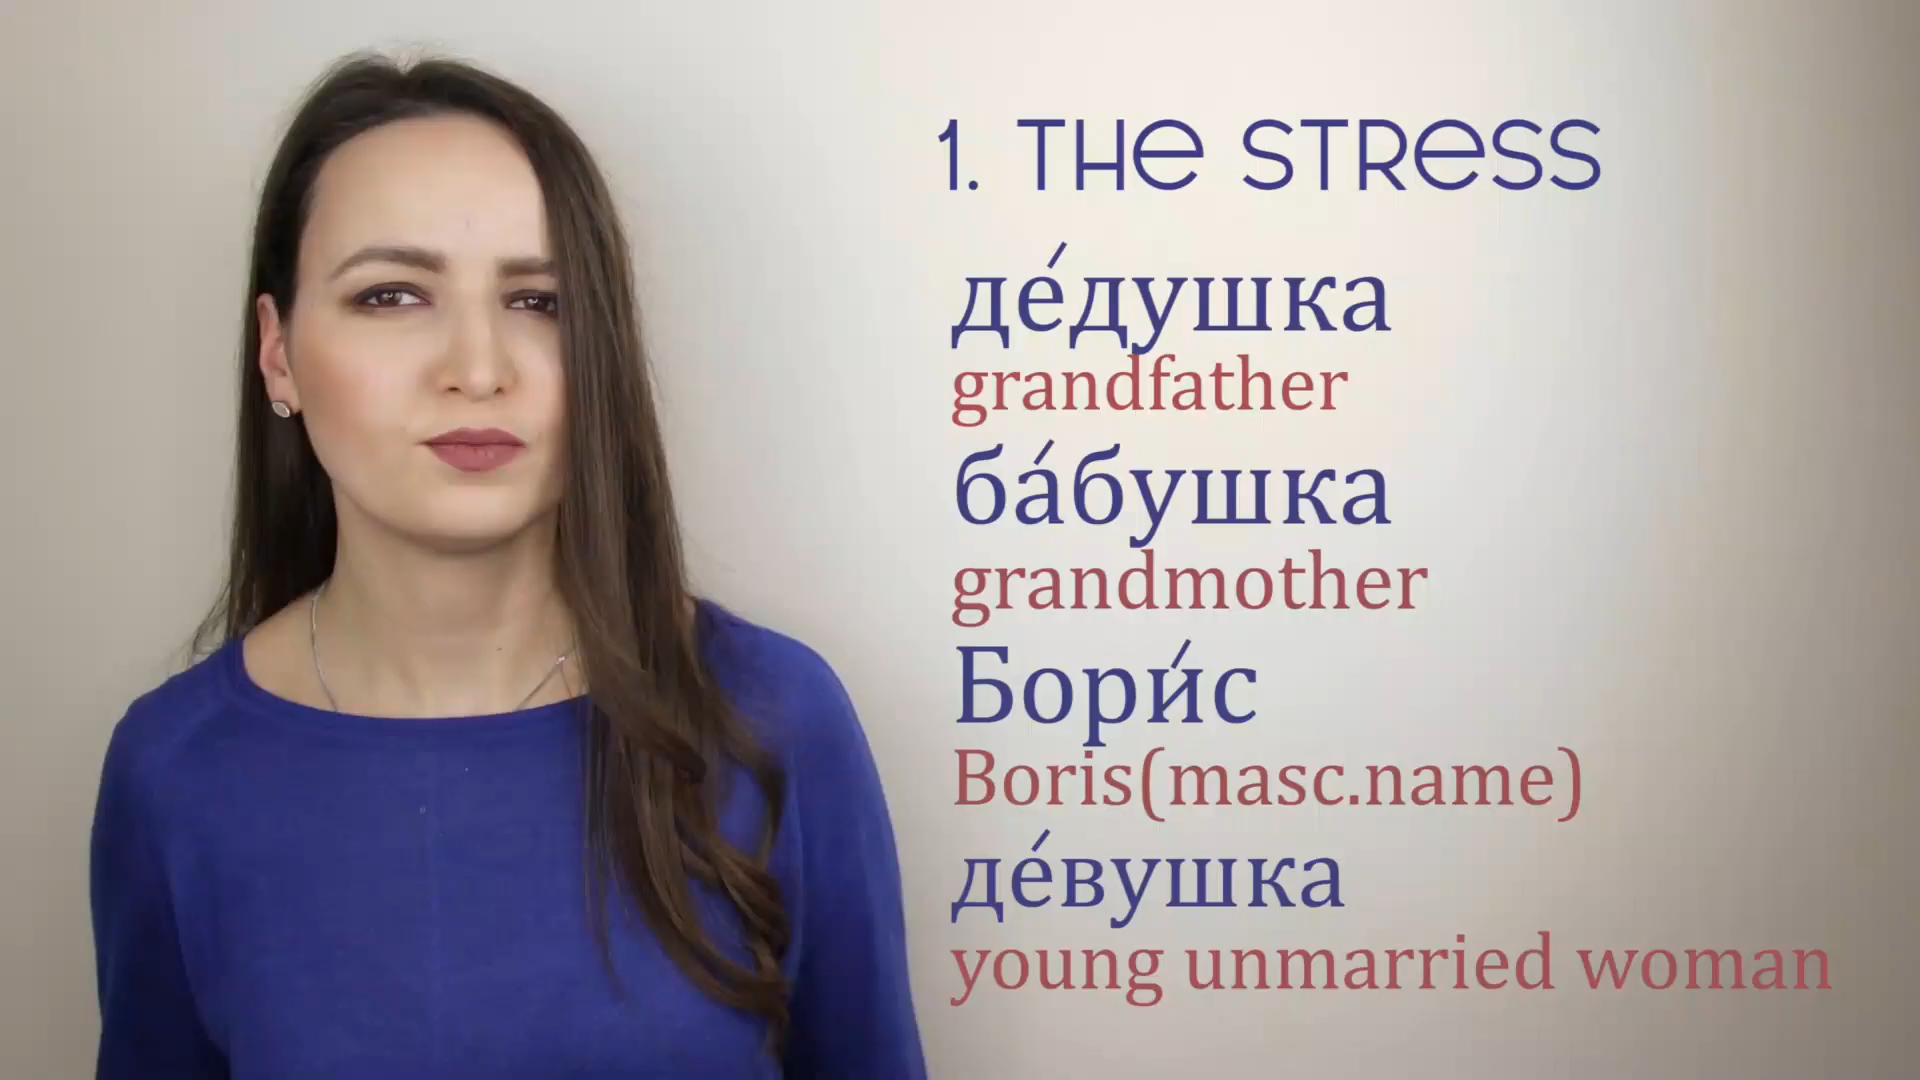 1. THe STReSS
де́душка
grandfather
ба́бушка
grandmother
Бори́с
Boris(masc.name)
де́вушка
young unmarried woman